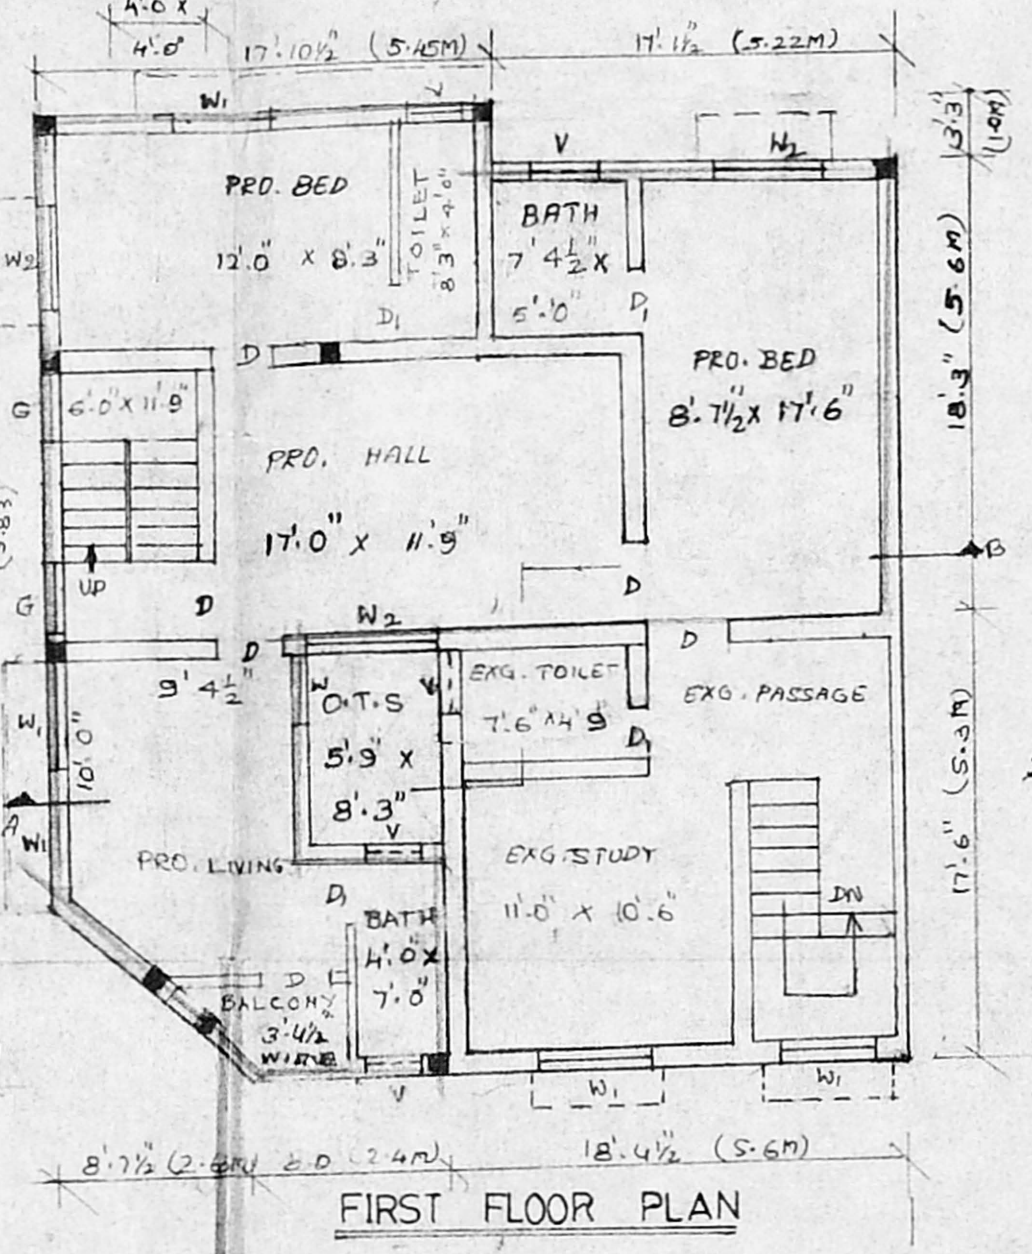 4'.0 x
4'.0"
17'.10½" (5.45M)
17'.1½ (5.22M)
W1
V
3'.3"
(1.0M)
V
W2
PRO. BED
12'.0" x 8'.3"
TOILET
8'.3" x 4'.0"
BATH
7' 4½" x
5'.0"
D1
D1
W2
D
PRO. BED
8'.7½" x 17'.6"
18'.3" (5.6M)
G
6'.0" x 11'.9"
PRO. HALL
17'.0" x 11'.9"
UP
G
D
D
B
W2
D
D
9' 4½"
W
O.T.S
V
5'.9" x
8'.3"
V
EXG. TOILET
7'.6" x 4' 9"
D1
EXG. PASSAGE
W1
10'.0"
A
W1
17'.6" (5.3M)
PRO. LIVING
EXG. STUDY
11'.0" x 10'.6"
DN
D1
BATH
4'.0 x
7'.0"
D
BALCONY
3'.4½"
V
W1
W1
8'.7½ 8.0 (2.4M)
18'.4½" (5.6M)
FIRST FLOOR PLAN